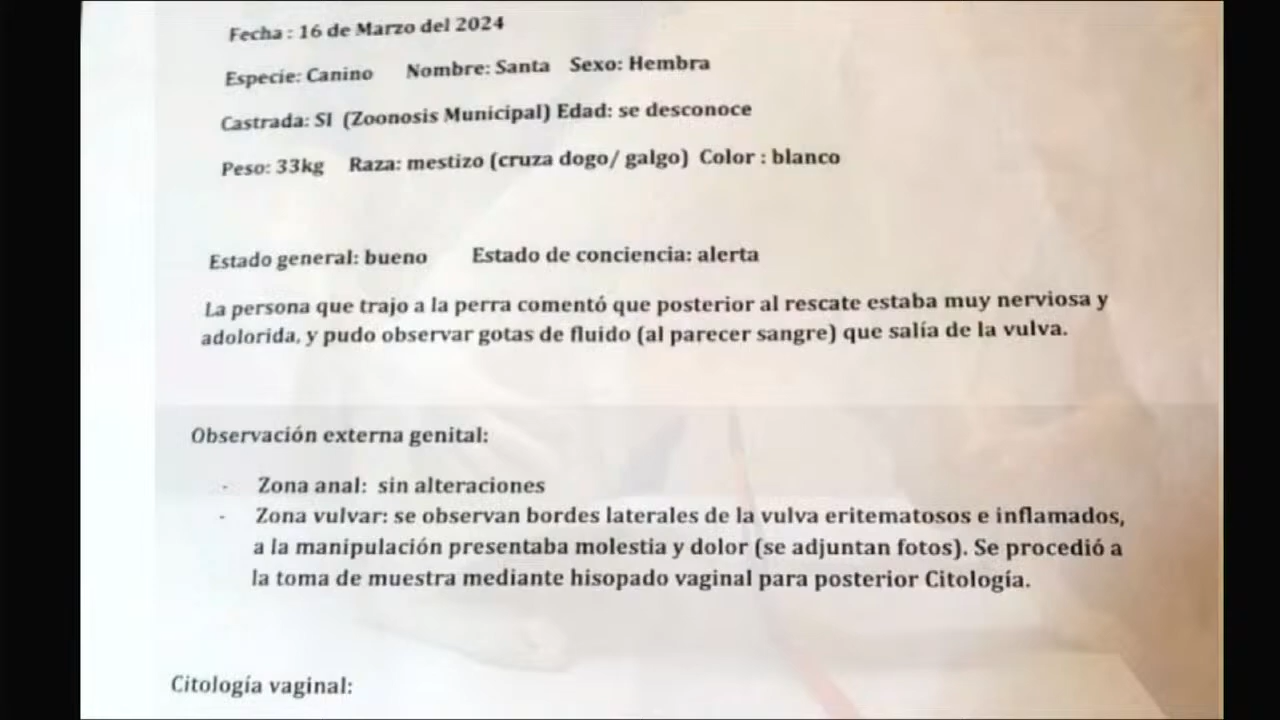 Fecha : 16 de Marzo del 2024
Especie: Canino Nombre: Santa Sexo: Hembra
Castrada: SI (Zoonosis Municipal) Edad: se desconoce
Peso: 33kg Raza: mestizo (cruza dogo/ galgo) Color : blanco
Estado general: bueno Estado de conciencia: alerta
La persona que trajo a la perra comentó que posterior al rescate estaba muy nerviosa y
adolorida, y pudo observar gotas de fluido (al parecer sangre) que salía de la vulva.
Observación externa genital:
- Zona anal: sin alteraciones
- Zona vulvar: se observan bordes laterales de la vulva eritematosos e inflamados,
a la manipulación presentaba molestia y dolor (se adjuntan fotos). Se procedió a
la toma de muestra mediante hisopado vaginal para posterior Citología.
Citología vaginal: